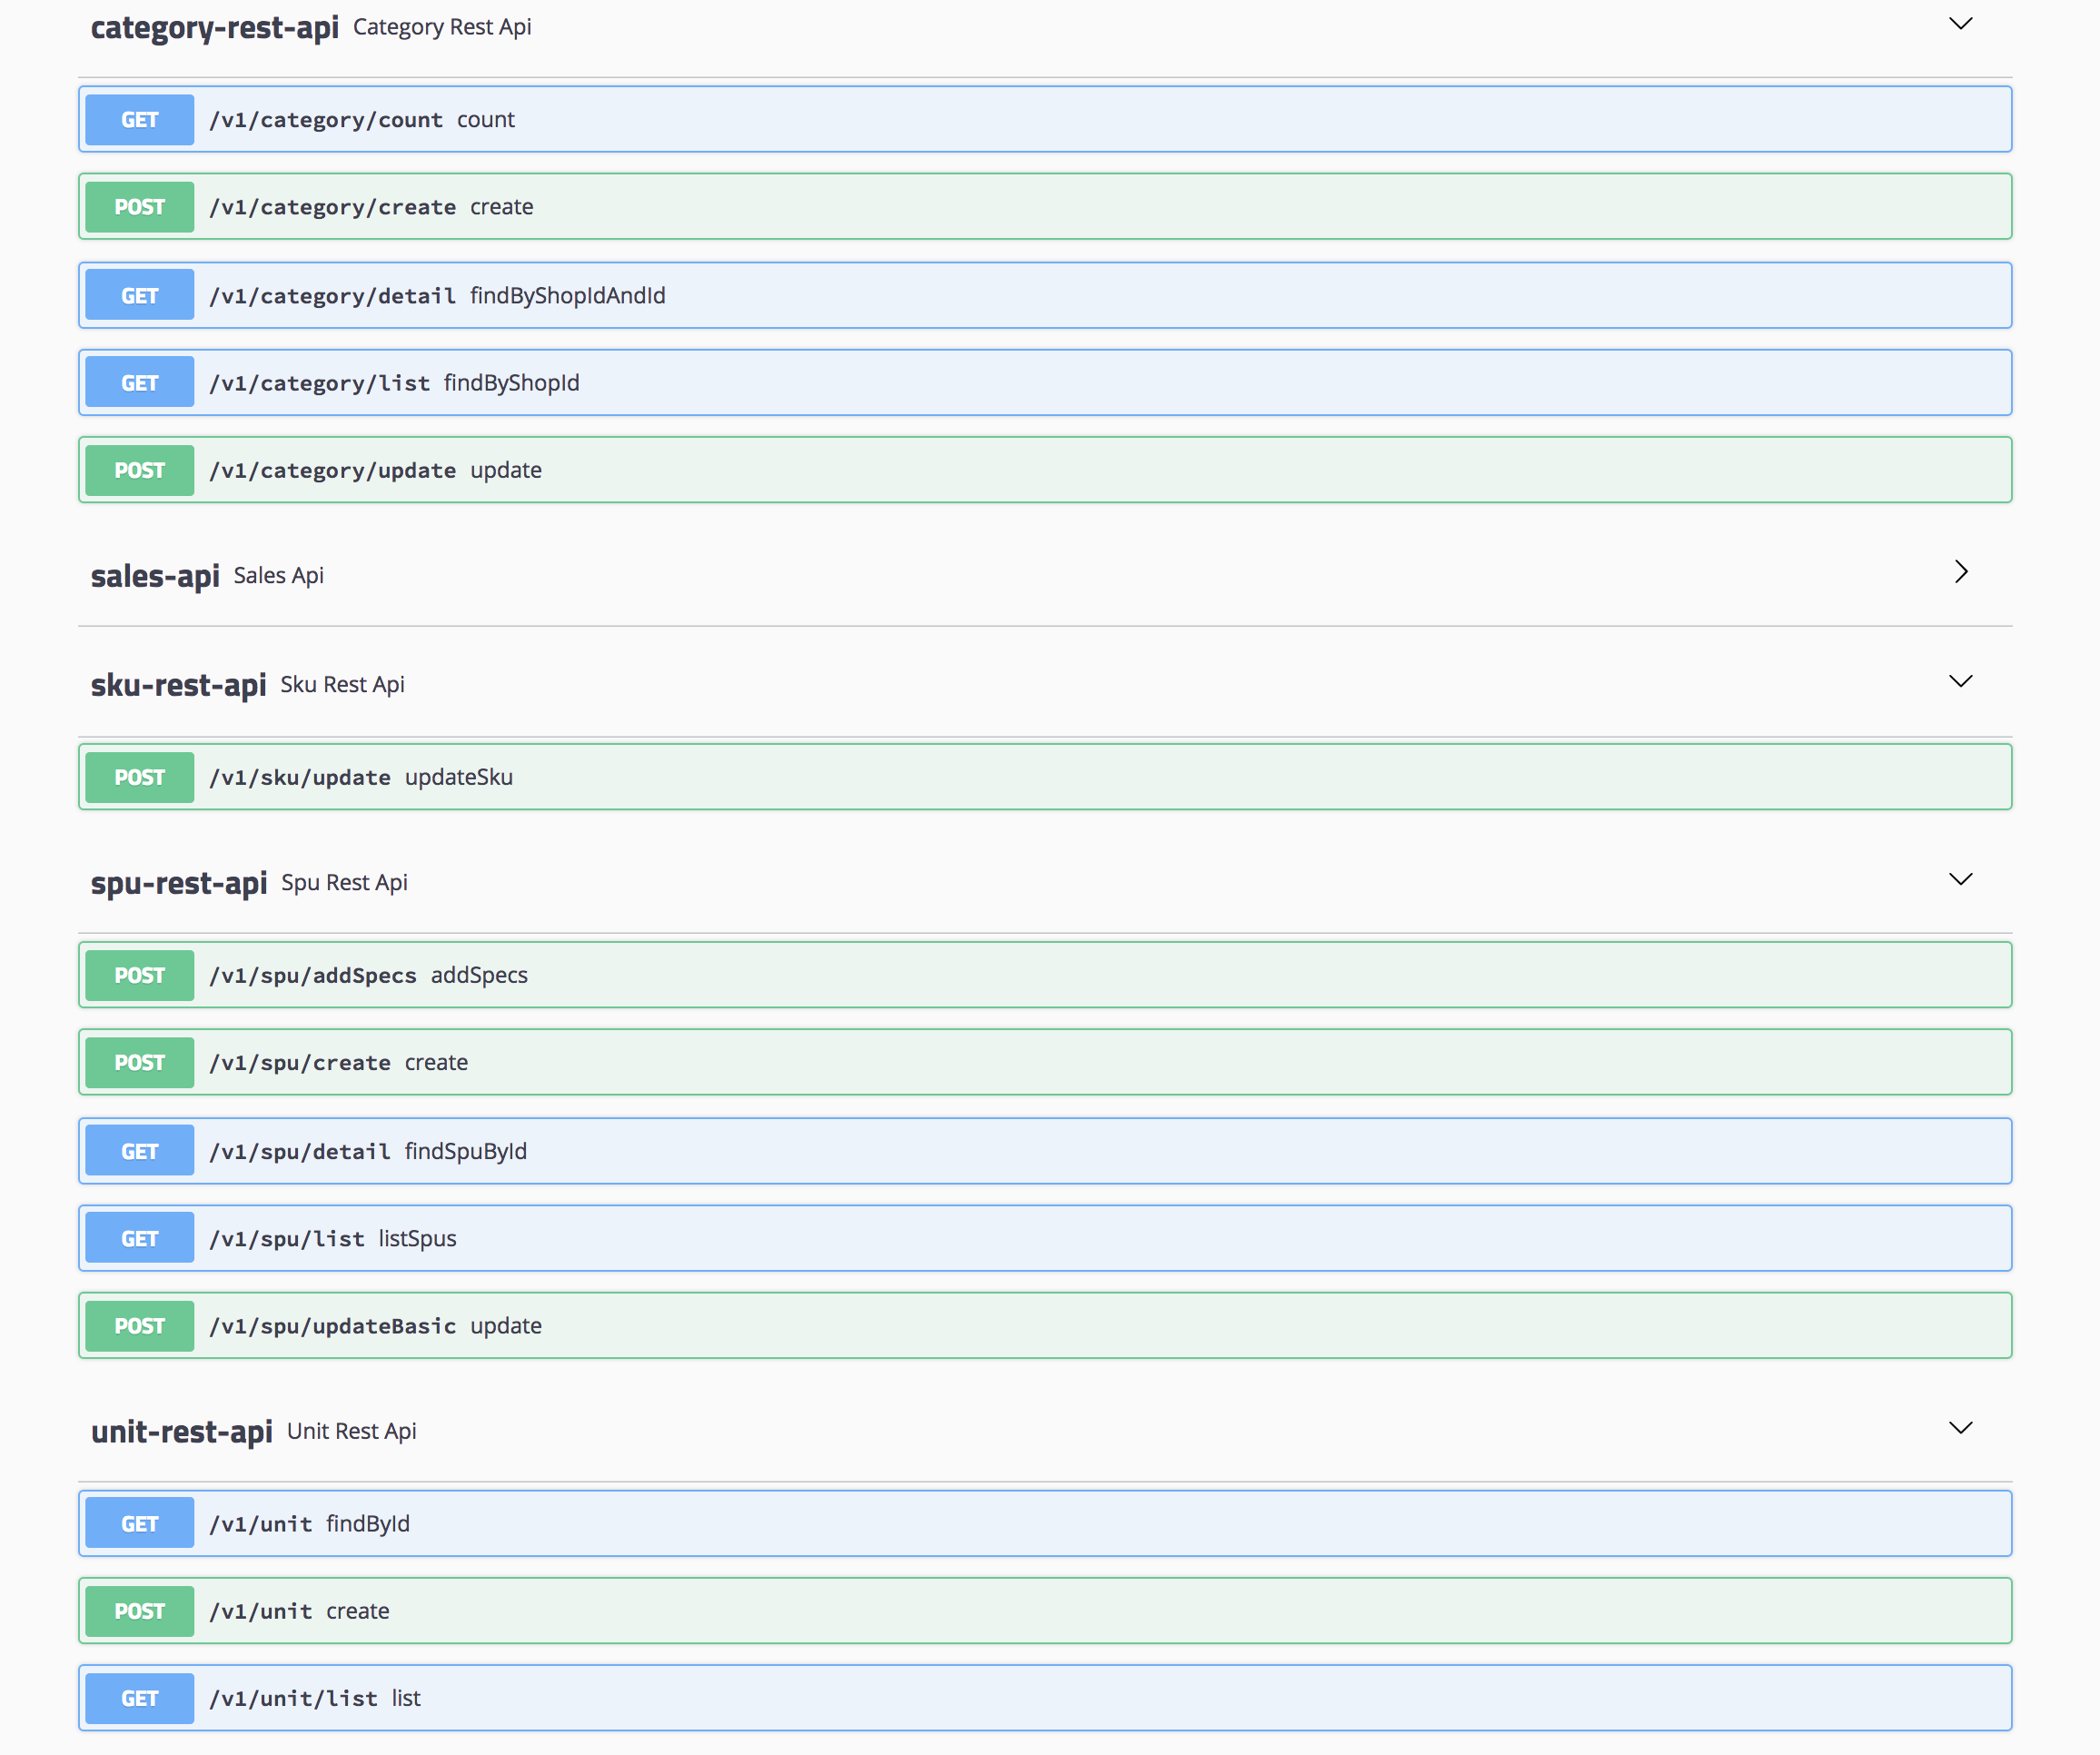 category-rest-api Category Rest Api
GET /v1/category/count count
POST /v1/category/create create
GET /v1/category/detail findByShopIdAndId
GET /v1/category/list findByShopId
POST /v1/category/update update
sales-api Sales Api
sku-rest-api Sku Rest Api
POST /v1/sku/update updateSku
spu-rest-api Spu Rest Api
POST /v1/spu/addSpecs addSpecs
POST /v1/spu/create create
GET /v1/spu/detail findSpuById
GET /v1/spu/list listSpus
POST /v1/spu/updateBasic update
unit-rest-api Unit Rest Api
GET /v1/unit findById
POST /v1/unit create
GET /v1/unit/list list